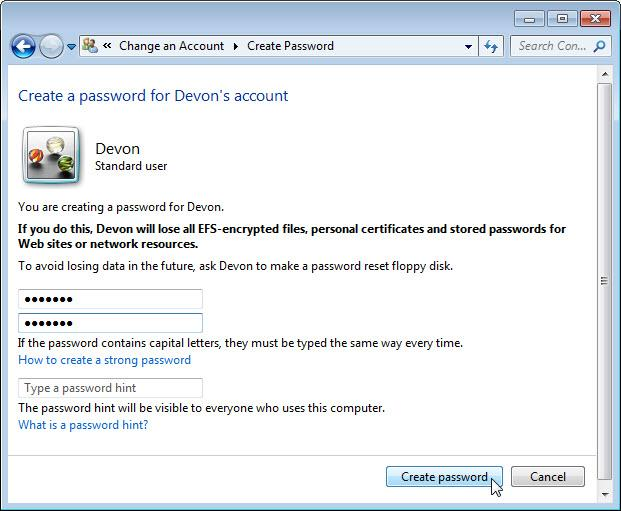 « Change an Account ▸ Create Password
Search Con...
Create a password for Devon's account
Devon
Standard user
You are creating a password for Devon.
If you do this, Devon will lose all EFS-encrypted files, personal certificates and stored passwords for
Web sites or network resources.
To avoid losing data in the future, ask Devon to make a password reset floppy disk.
●●●●●●●
●●●●●●●
If the password contains capital letters, they must be typed the same way every time.
How to create a strong password
Type a password hint
The password hint will be visible to everyone who uses this computer.
What is a password hint?
Create password
Cancel